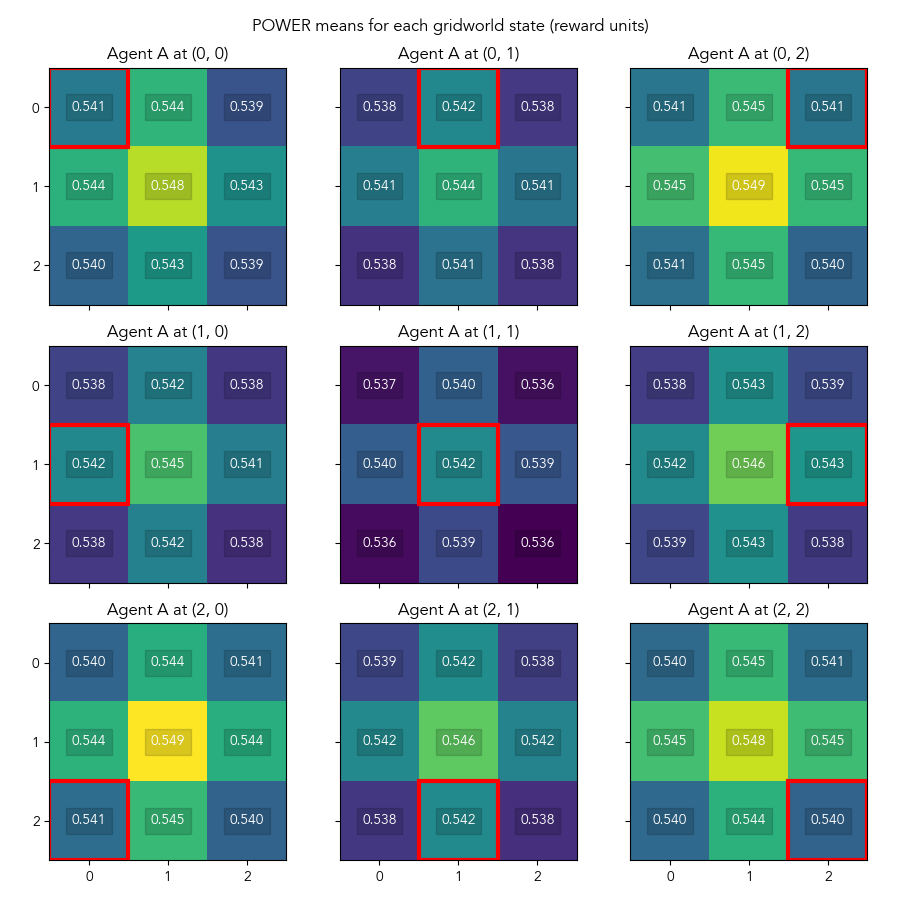 POWER means for each gridworld state (reward units)
Agent A at (0, 0) Agent A at (0, 1) Agent A at (0, 2)
0 0.541 0.544 0.539 0.538 0.542 0.538 0.541 0.545 0.541
1 0.544 0.548 0.543 0.541 0.544 0.541 0.545 0.549 0.545
2 0.540 0.543 0.539 0.538 0.541 0.538 0.541 0.545 0.540
Agent A at (1, 0) Agent A at (1, 1) Agent A at (1, 2)
0 0.538 0.542 0.538 0.537 0.540 0.536 0.538 0.543 0.539
1 0.542 0.545 0.541 0.540 0.542 0.539 0.542 0.546 0.543
2 0.538 0.542 0.538 0.536 0.539 0.536 0.539 0.543 0.538
Agent A at (2, 0) Agent A at (2, 1) Agent A at (2, 2)
0 0.540 0.544 0.541 0.539 0.542 0.538 0.540 0.545 0.541
1 0.544 0.549 0.544 0.542 0.546 0.542 0.545 0.548 0.545
2 0.541 0.545 0.540 0.538 0.542 0.538 0.540 0.544 0.540
0 1 2 0 1 2 0 1 2